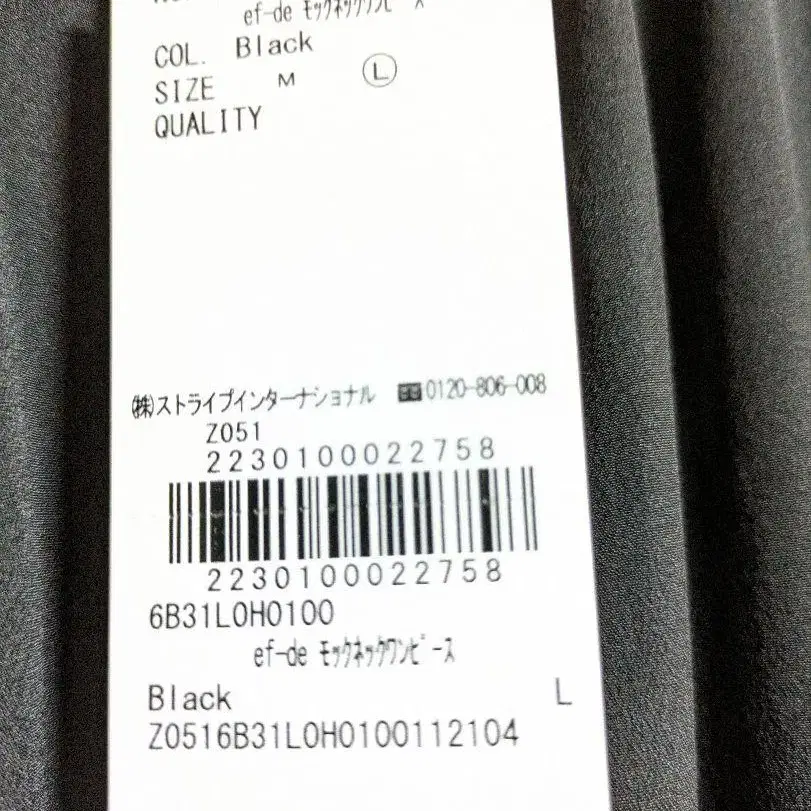 ef-de ﾓｯｸﾈｯｸﾜﾝﾋﾟｰｽ
COL. Black
SIZE M Ⓛ
QUALITY
㈱ストライプインターナショナル 0120-806-008
Z051
2230100022758
2230100022758
6B31L0H0100
ef-de ﾓｯｸﾈｯｸﾜﾝﾋﾟｰｽ
Black L
Z0516B31L0H0100112104